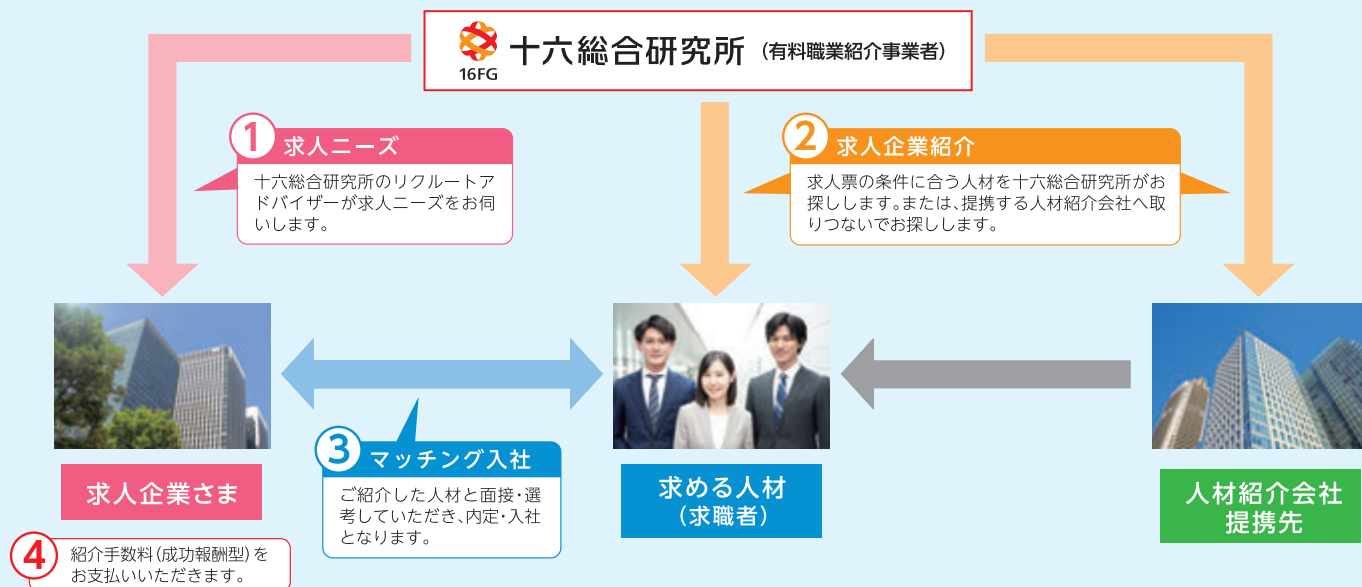 16FG
十六総合研究所 (有料職業紹介事業者)
1 求人ニーズ
十六総合研究所のリクルートア
ドバイザーが求人ニーズをお伺
いします。
2 求人企業紹介
求人票の条件に合う人材を十六総合研究所がお
探しします。または、提携する人材紹介会社へ取
りつないでお探しします。
3 マッチング入社
ご紹介した人材と面接・選
考していただき、内定・入社
となります。
求人企業さま
求める人材
(求職者)
人材紹介会社
提携先
4 紹介手数料(成功報酬型)を
お支払いいただきます。